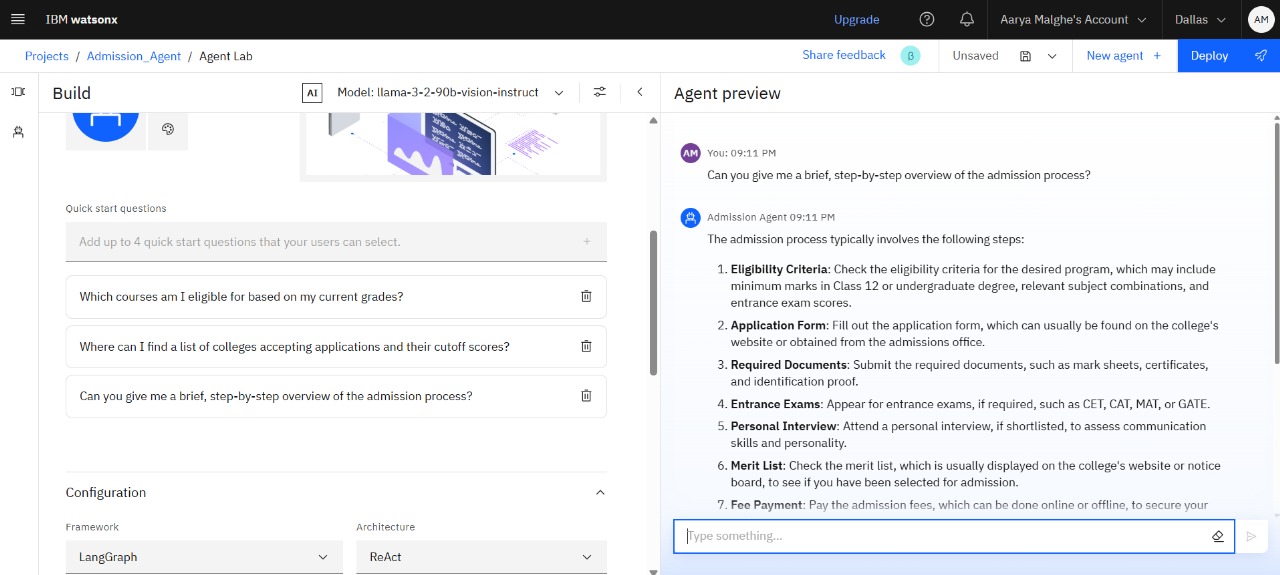 IBM watsonx
Upgrade
Aarya Malghe's Account
Dallas
AM
Projects / Admission_Agent / Agent Lab
Share feedback
β
Unsaved
New agent +
Deploy
Build
AI
Model: llama-3-2-90b-vision-instruct
Quick start questions
Add up to 4 quick start questions that your users can select.
Which courses am I eligible for based on my current grades?
Where can I find a list of colleges accepting applications and their cutoff scores?
Can you give me a brief, step-by-step overview of the admission process?
Configuration
Framework
Architecture
LangGraph
ReAct
Agent preview
AM
You: 09:11 PM
Can you give me a brief, step-by-step overview of the admission process?
Admission Agent 09:11 PM
The admission process typically involves the following steps:
1. Eligibility Criteria: Check the eligibility criteria for the desired program, which may include
minimum marks in Class 12 or undergraduate degree, relevant subject combinations, and
entrance exam scores.
2. Application Form: Fill out the application form, which can usually be found on the college's
website or obtained from the admissions office.
3. Required Documents: Submit the required documents, such as mark sheets, certificates,
and identification proof.
4. Entrance Exams: Appear for entrance exams, if required, such as CET, CAT, MAT, or GATE.
5. Personal Interview: Attend a personal interview, if shortlisted, to assess communication
skills and personality.
6. Merit List: Check the merit list, which is usually displayed on the college's website or notice
board, to see if you have been selected for admission.
7. Fee Payment: Pay the admission fees, which can be done online or offline, to secure your
Type something...